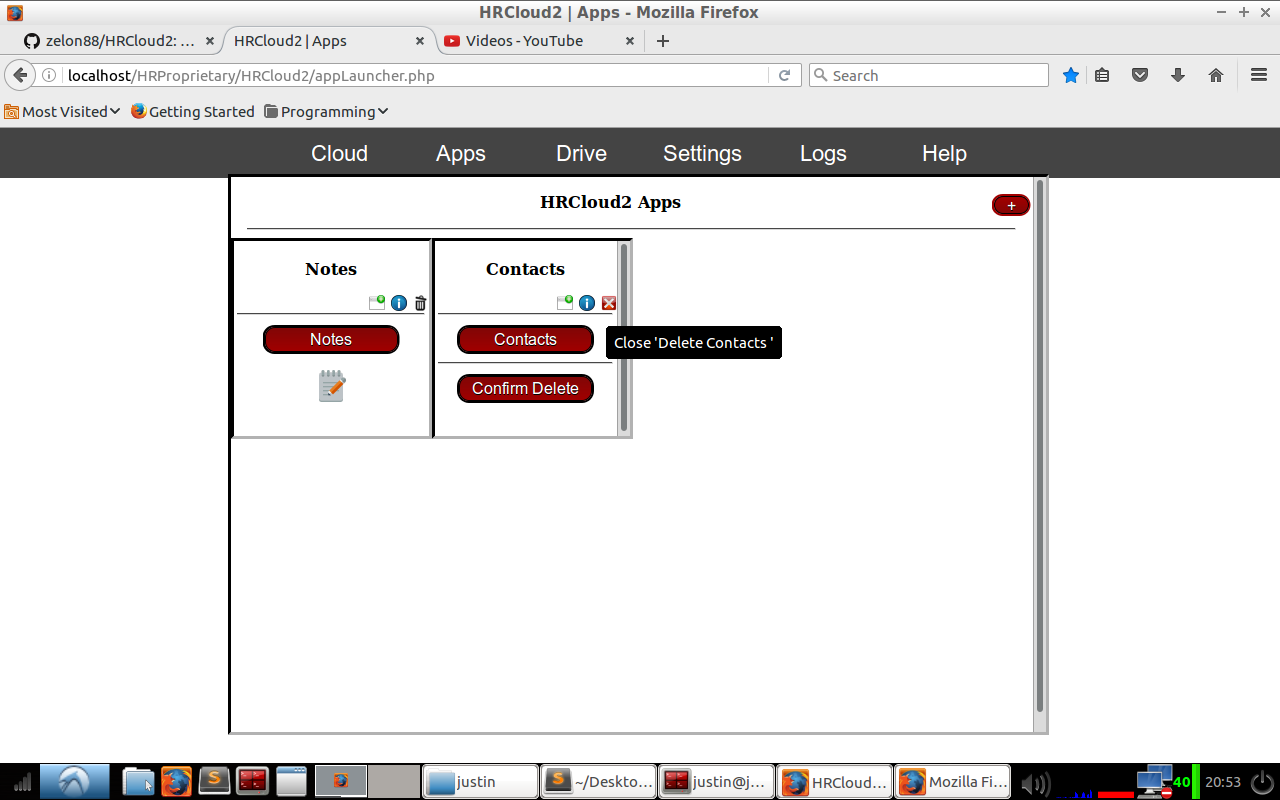 HRCloud2 | Apps - Mozilla Firefox
zelon88/HRCloud2: ...
HRCloud2 | Apps
Videos - YouTube
localhost/HRProprietary/HRCloud2/appLauncher.php
Search
Most Visited
Getting Started
Programming
Cloud Apps Drive Settings Logs Help
HRCloud2 Apps
+
Notes
Contacts
Notes
Contacts
Close 'Delete Contacts '
Confirm Delete
justin
~/Deskto...
justin@j...
HRCloud...
Mozilla Fi...
40
20:53